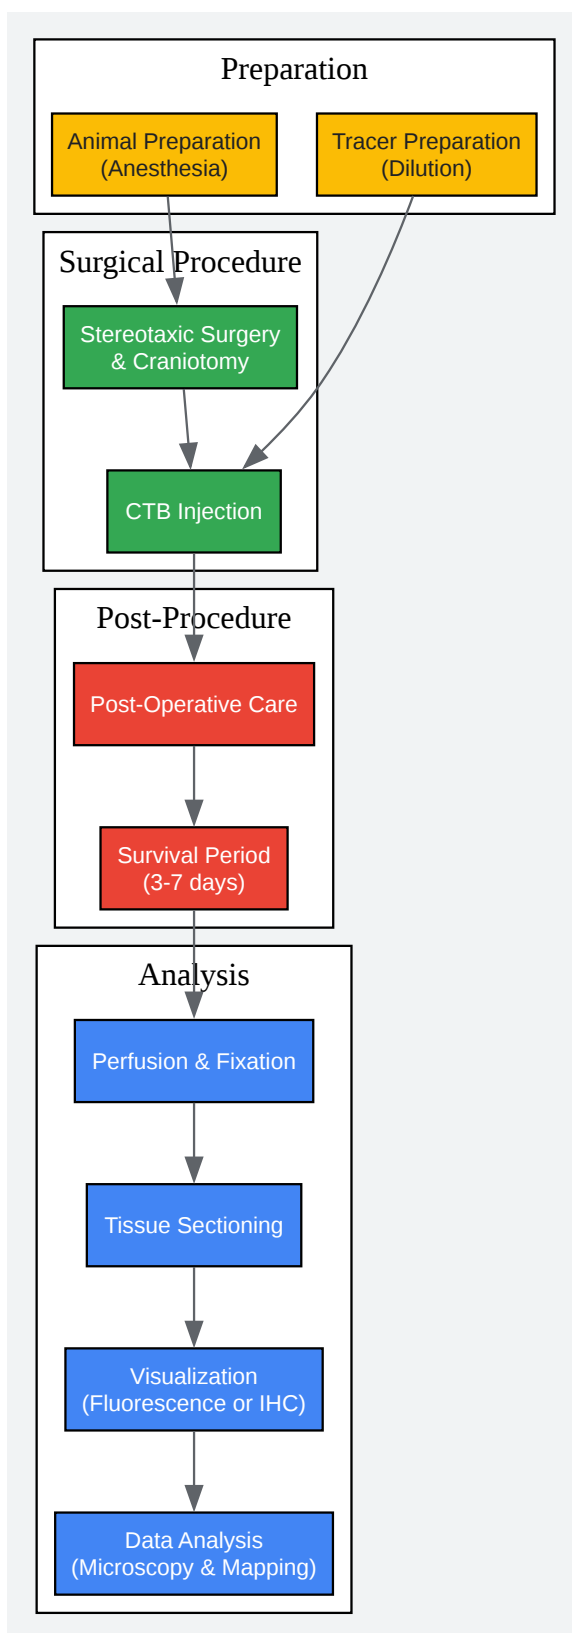 Preparation
Animal Preparation
(Anesthesia)
Tracer Preparation
(Dilution)
Surgical Procedure
Stereotaxic Surgery
& Craniotomy
CTB Injection
Post-Procedure
Post-Operative Care
Survival Period
(3-7 days)
Analysis
Perfusion & Fixation
Tissue Sectioning
Visualization
(Fluorescence or IHC)
Data Analysis
(Microscopy & Mapping)